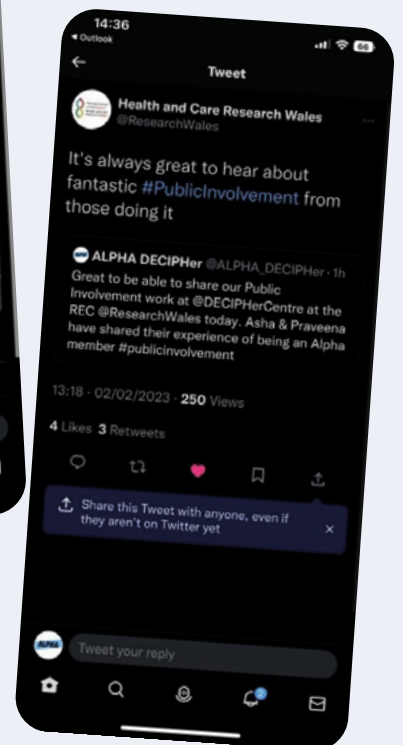 14:36
Outlook
66
Tweet
Health and Care Research Wales
@ResearchWales
It's always great to hear about
fantastic #PublicInvolvement from
those doing it
ALPHA DECIPHer @ALPHA_DECIPHer · 1h
Great to be able to share our Public
Involvement work at @DECIPHerCentre at the
REC @ResearchWales today. Asha & Praveena
have shared their experience of being an Alpha
member #publicinvolvement
13:18 · 02/02/2023 · 250 Views
4 Likes 3 Retweets
Share this Tweet with anyone, even if
they aren't on Twitter yet
ALPHA
Tweet your reply
2